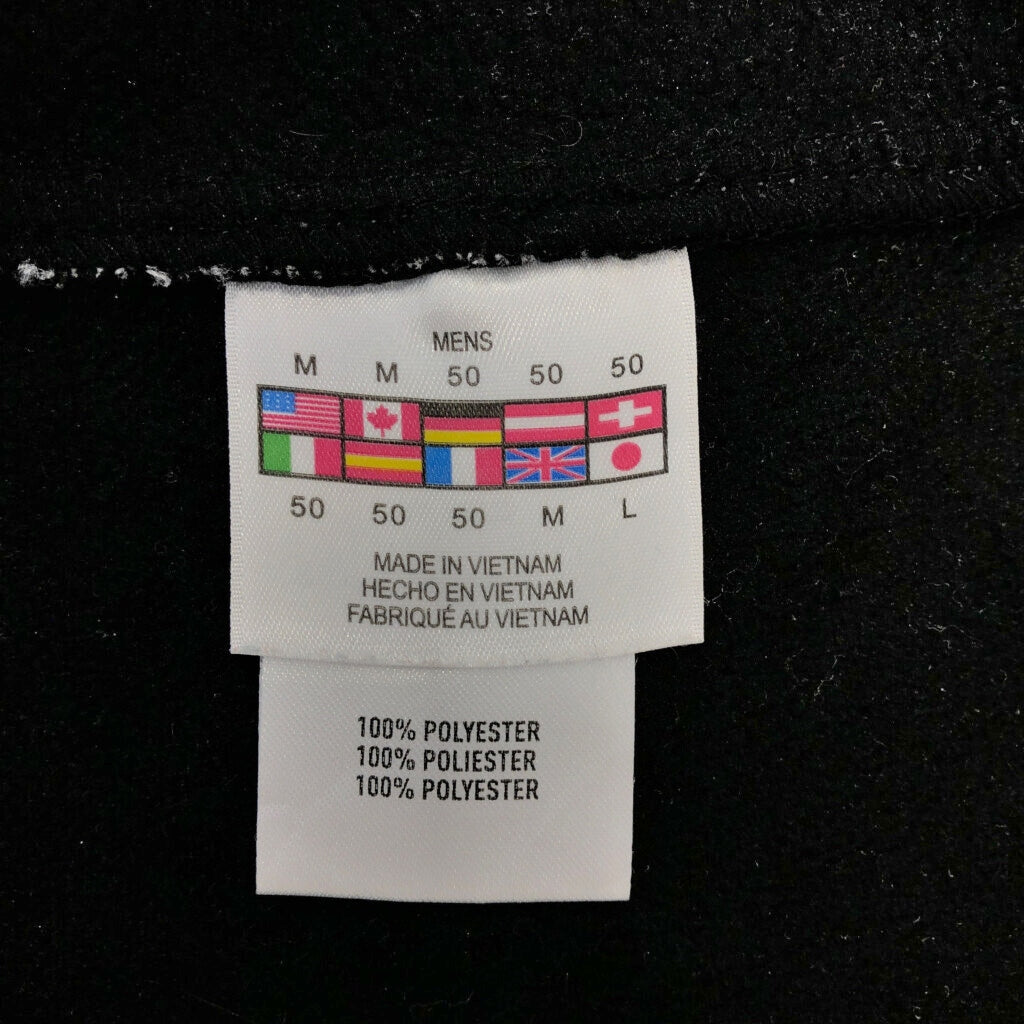 MENS
M M 50 50 50
50 50 50 M L
MADE IN VIETNAM
HECHO EN VIETNAM
FABRIQUÉ AU VIETNAM
100% POLYESTER
100% POLIESTER
100% POLYESTER